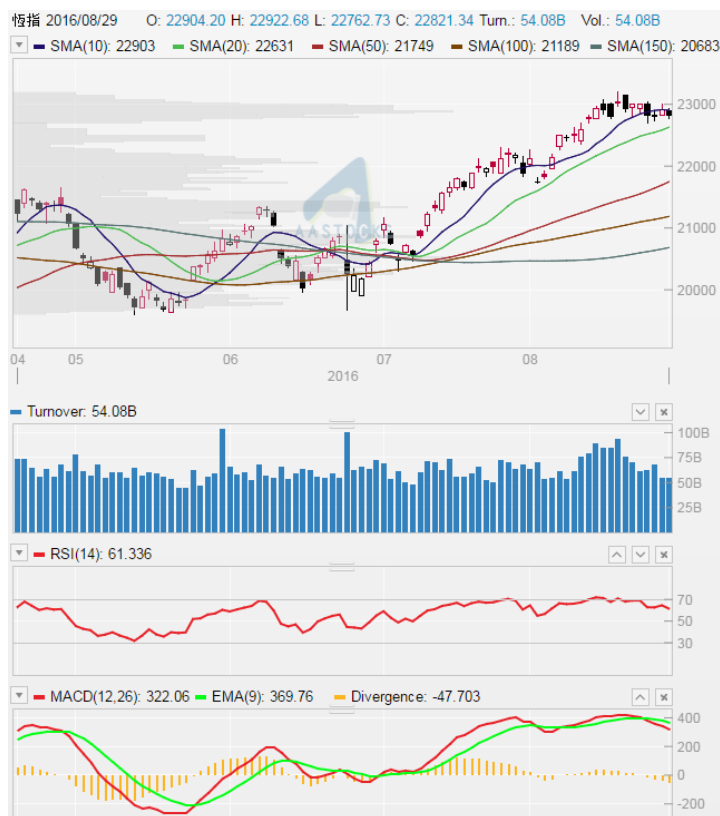 恆指 2016/08/29 O: 22904.20 H: 22922.68 L: 22762.73 C: 22821.34 Turn.: 54.08B Vol.: 54.08B
SMA(10): 22903 SMA(20): 22631 SMA(50): 21749 SMA(100): 21189 SMA(150): 20683
23000
22000
AASTOCKS
21000
20000
04 05 06 07 08
2016
Turnover: 54.08B
100B
75B
50B
25B
RSI(14): 61.336
70
50
30
MACD(12,26): 322.06 EMA(9): 369.76 Divergence: -47.703
400
200
0
-200